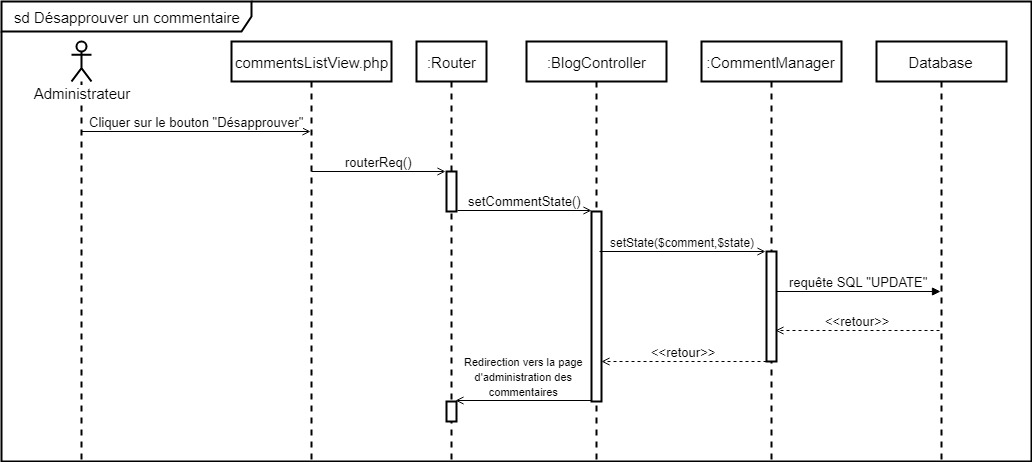 sd Désapprouver un commentaire
commentsListView.php
:Router
:BlogController
:CommentManager
Database
Administrateur
Cliquer sur le bouton "Désapprouver"
routerReq()
setCommentState()
setState($comment,$state)
requête SQL "UPDATE"
<<retour>>
<<retour>>
Redirection vers la page
d'administration des
commentaires